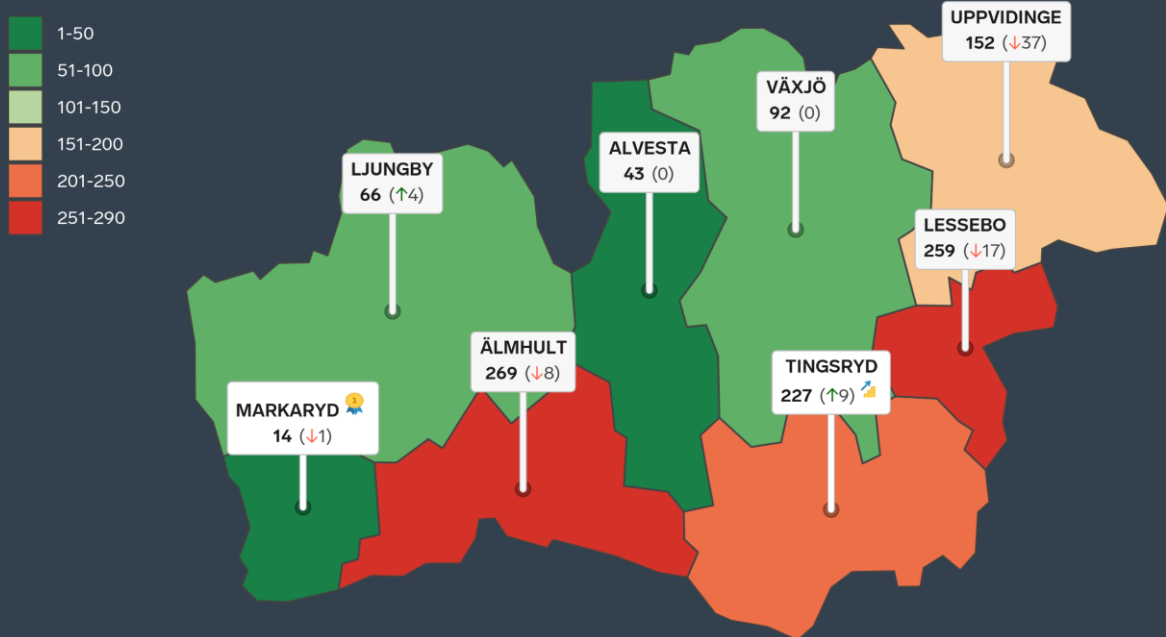 1-50
51-100
101-150
151-200
201-250
251-290
UPPVIDINGE
152 (↓37)
VÄXJÖ
92 (0)
ALVESTA
43 (0)
LJUNGBY
66 (↑4)
LESSEBO
259 (↓17)
ÄLMHULT
269 (↓8)
TINGSRYD
227 (↑9)
MARKARYD 1
14 (↓1)